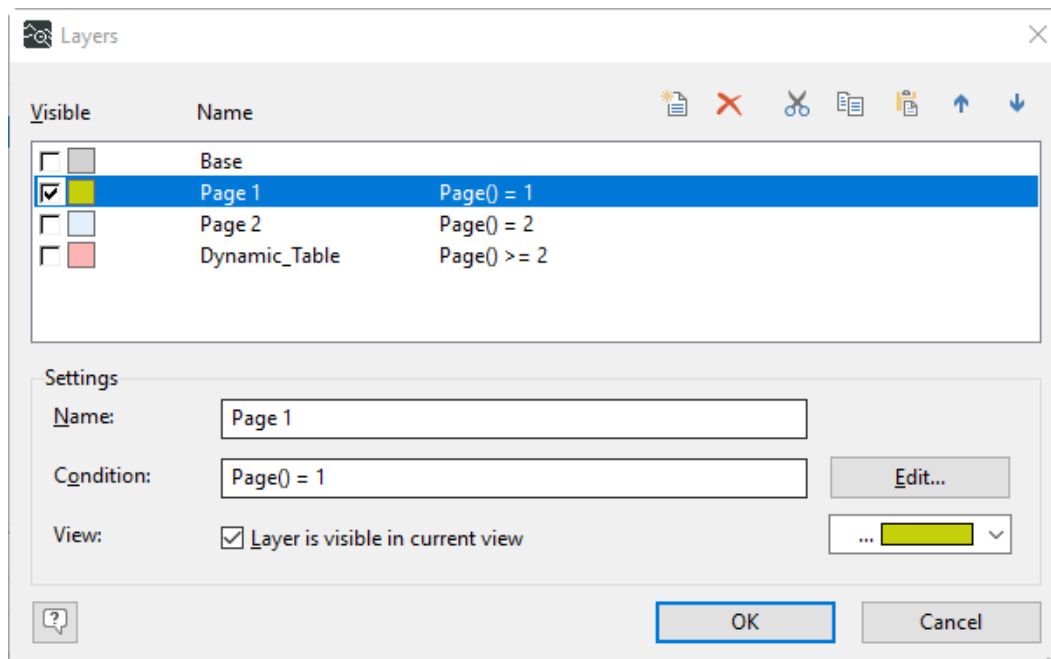 Layers
Visible Name
Base
Page 1 Page() = 1
Page 2 Page() = 2
Dynamic_Table Page() >= 2
Settings
Name: Page 1
Condition: Page() = 1 Edit...
View: Layer is visible in current view ...
? OK Cancel